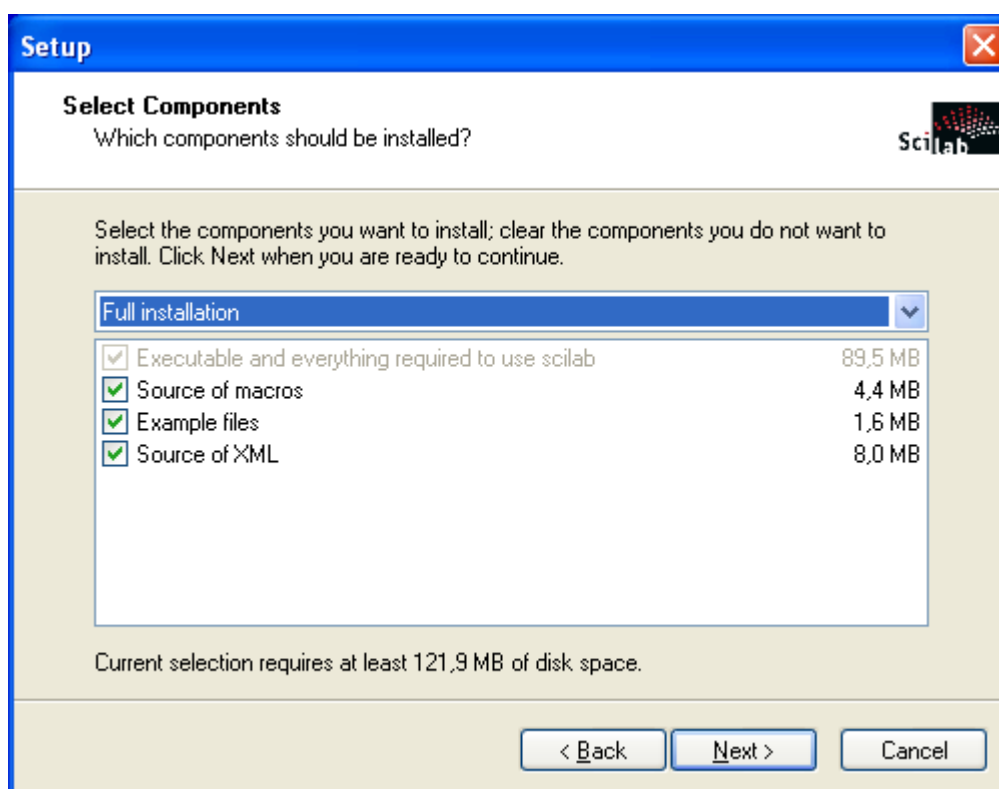 Setup
Select Components
Which components should be installed?
Scilab
Select the components you want to install; clear the components you do not want to
install. Click Next when you are ready to continue.
Full installation
Executable and everything required to use scilab 89,5 MB
Source of macros 4,4 MB
Example files 1,6 MB
Source of XML 8,0 MB
Current selection requires at least 121,9 MB of disk space.
< Back Next > Cancel